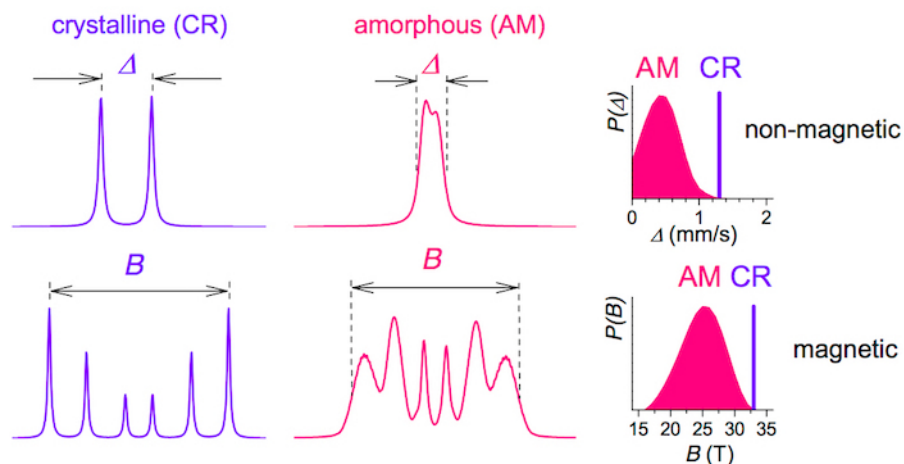 crystalline (CR)
Δ
amorphous (AM)
Δ
AM CR
P(Δ)
non-magnetic
0 1 2
Δ (mm/s)
B
B
AM CR
P(B)
magnetic
15 20 25 30 35
B (T)